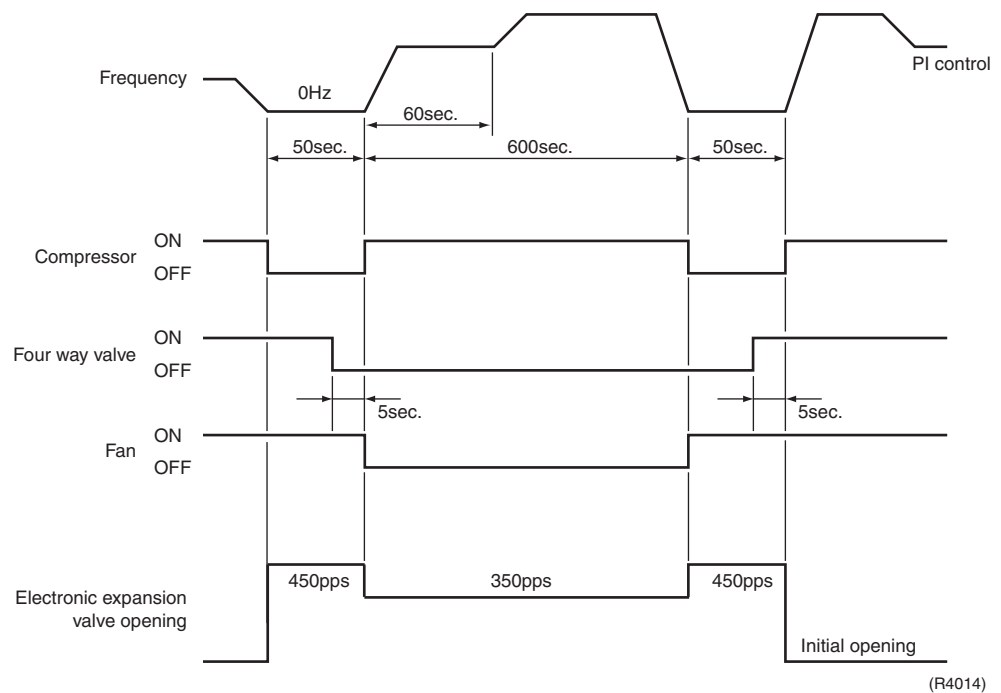 Frequency
0Hz
PI control
60sec.
50sec.
600sec.
50sec.
Compressor
ON
OFF
Four way valve
ON
OFF
5sec.
5sec.
Fan
ON
OFF
Electronic expansion
valve opening
450pps
350pps
450pps
Initial opening
(R4014)